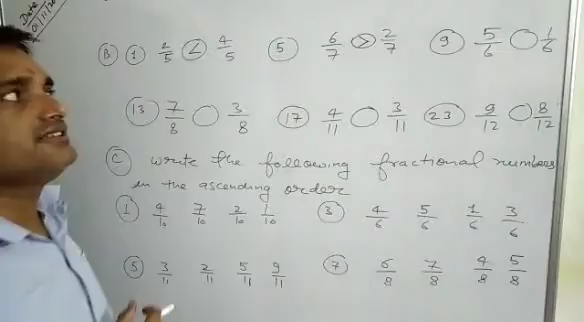 Date
01/11/20
B ① 2/5 < 4/5 ⑤ 6/7 > 2/7 ⑨ 5/6 ○ 1/6
⑬ 7/8 ○ 3/8 ⑰ 4/11 ○ 3/11 ㉓ 9/12 ○ 8/12
C write the following fractional numbers
in the ascending order
① 4/10 7/10 2/10 1/10 ③ 4/6 5/6 1/6 3/6
⑤ 3/11 2/11 5/11 9/11 ⑦ 6/8 7/8 4/8 5/8